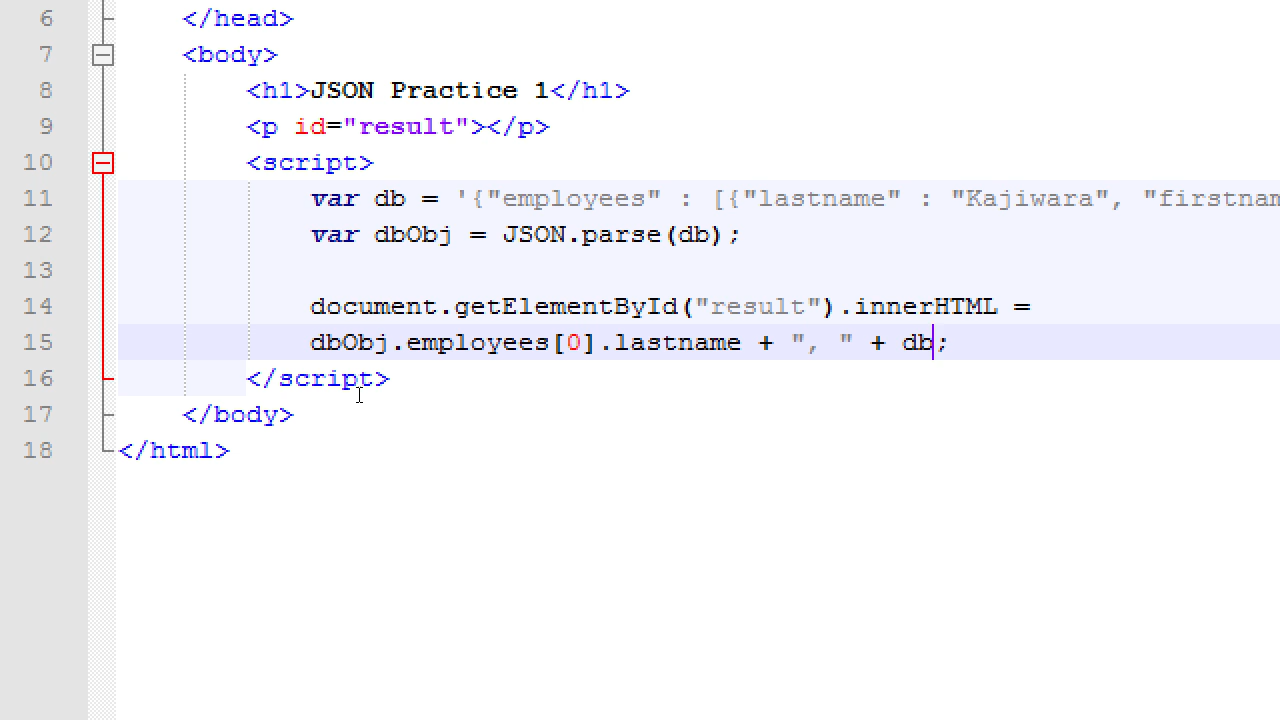 6 </head>
7 <body>
8 <h1>JSON Practice 1</h1>
9 <p id="result"></p>
10 <script>
11 var db = '{"employees" : [{"lastname" : "Kajiwara", "firstnam
12 var dbObj = JSON.parse(db);
13
14 document.getElementById("result").innerHTML =
15 dbObj.employees[0].lastname + ", " + db;
16 </script>
17 </body>
18 </html>